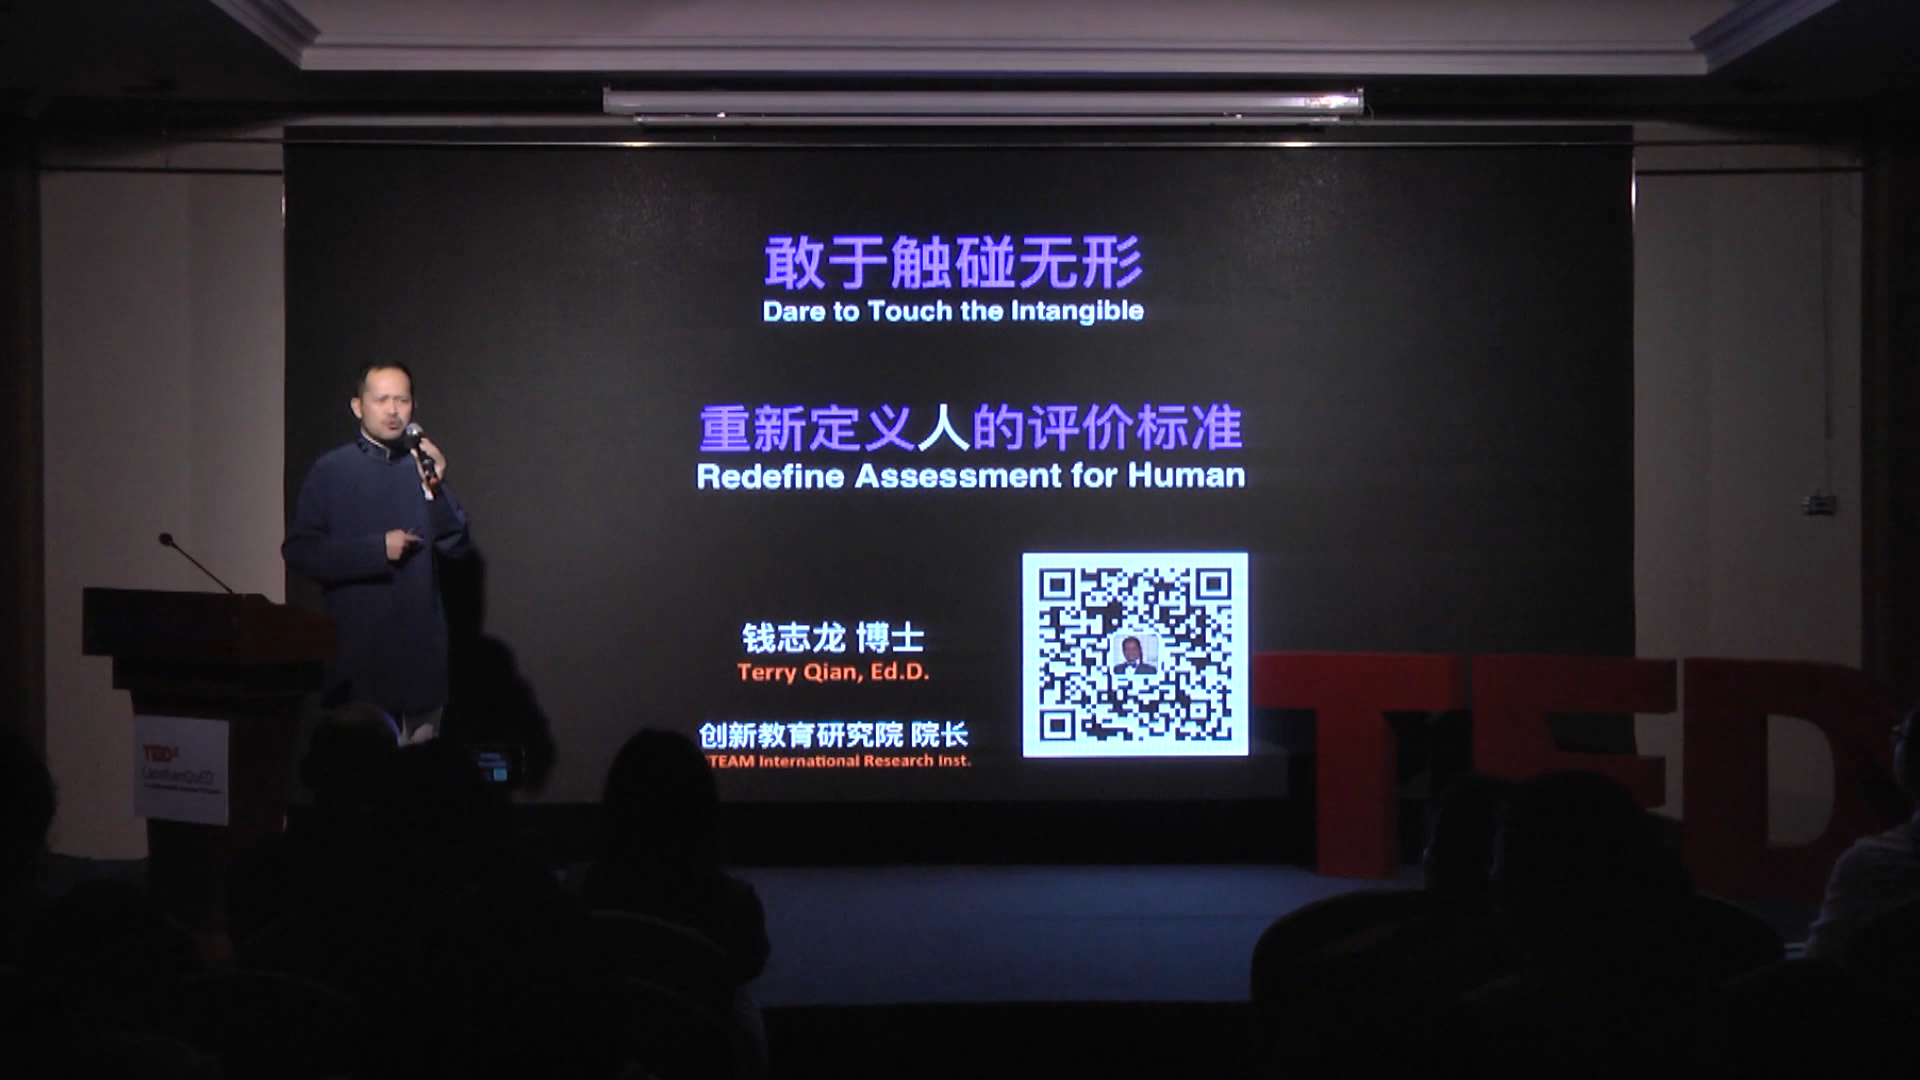 敢于触碰无形
Dare to Touch the Intangible
重新定义人的评价标准
Redefine Assessment for Human
钱志龙 博士
Terry Qian, Ed.D.
创新教育研究院 院长
TEAM International Research Inst.
TED
TEDx